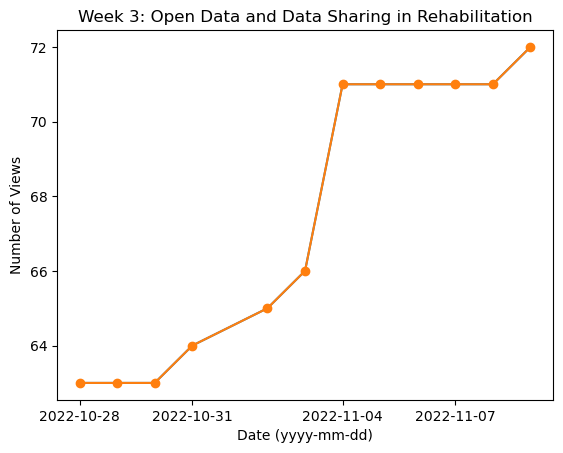 Week 3: Open Data and Data Sharing in Rehabilitation
72
70
68
66
64
Number of Views
2022-10-28 2022-10-31 2022-11-04 2022-11-07
Date (yyyy-mm-dd)